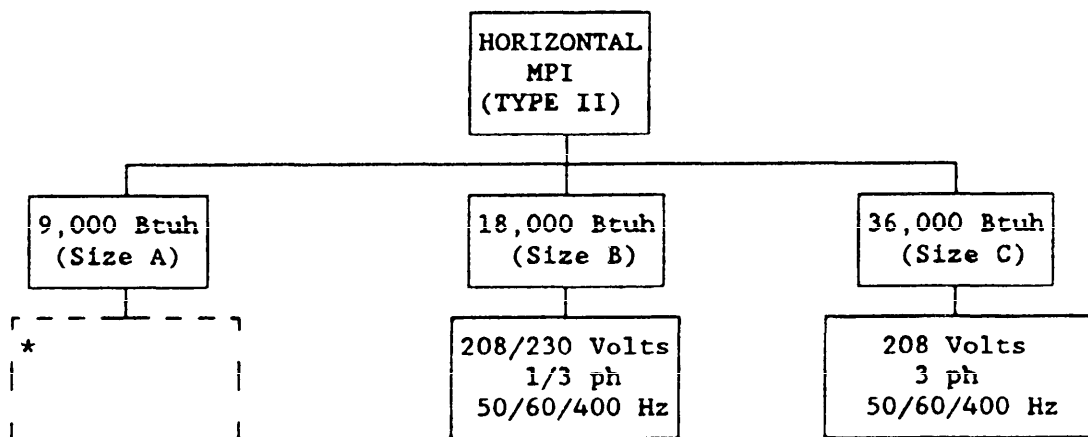 HORIZONTAL
MPI
(TYPE II)
9,000 Btuh
(Size A)
18,000 Btuh
(Size B)
36,000 Btuh
(Size C)
*
208/230 Volts
1/3 ph
50/60/400 Hz
208 Volts
3 ph
50/60/400 Hz